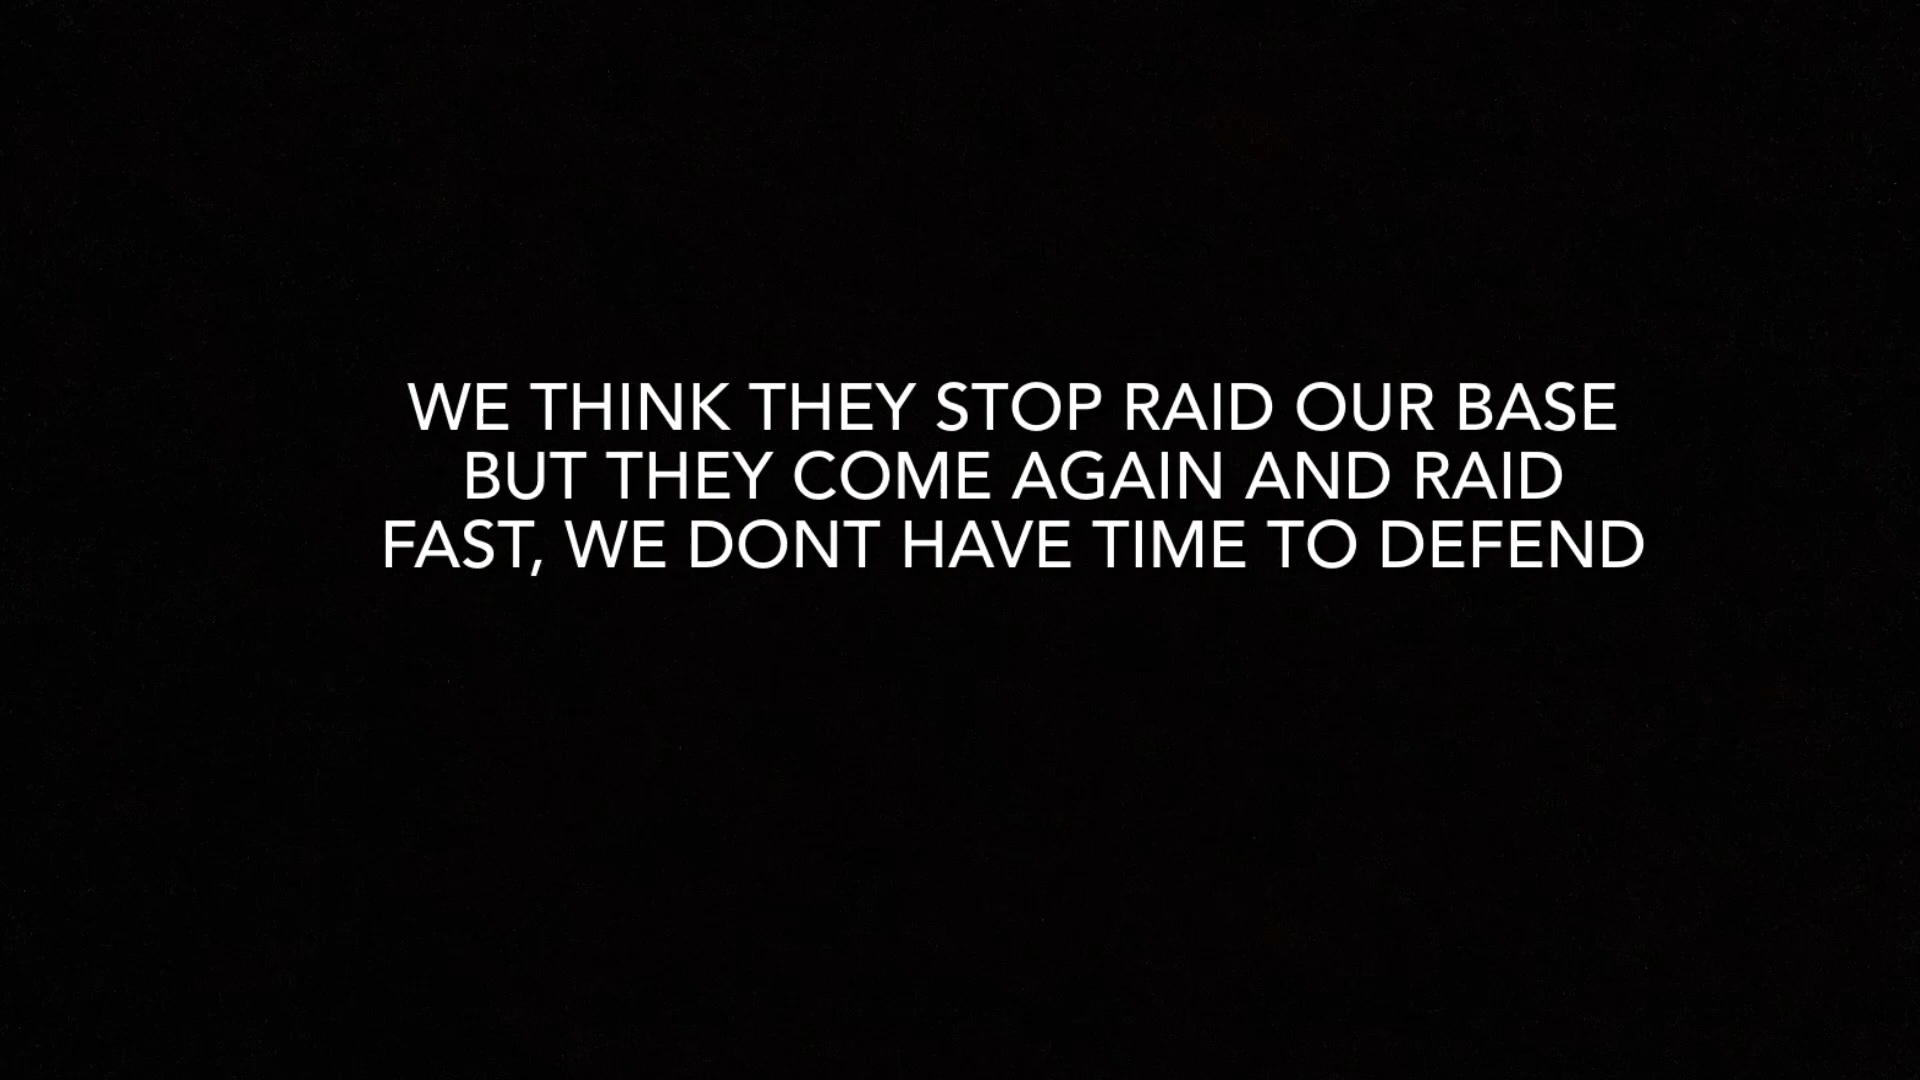 WE THINK THEY STOP RAID OUR BASE
BUT THEY COME AGAIN AND RAID
FAST, WE DONT HAVE TIME TO DEFEND